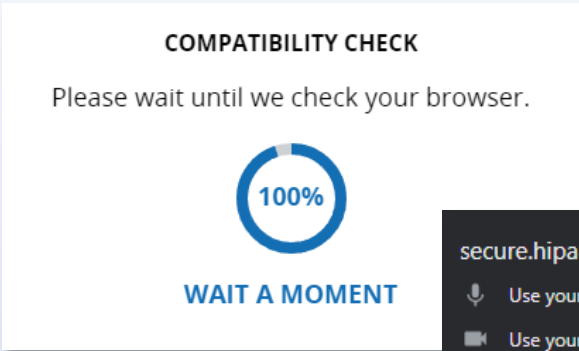 COMPATIBILITY CHECK
Please wait until we check your browser.
100%
WAIT A MOMENT
secure.hipa
Use your
Use your